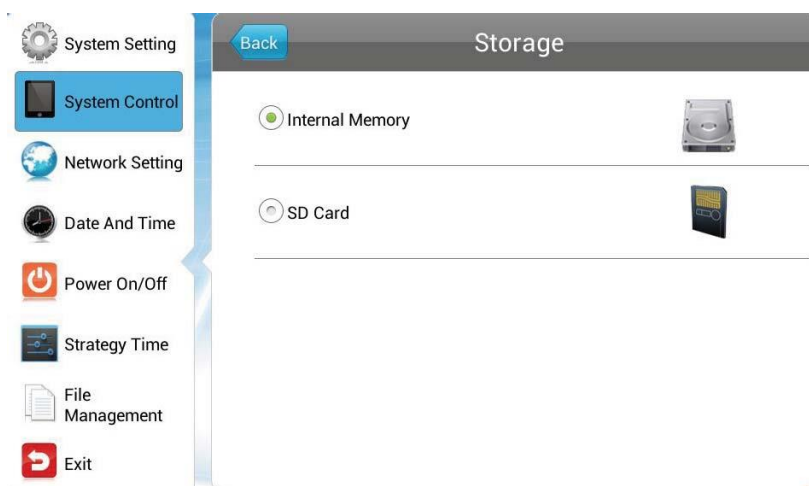 System Setting
System Control
Network Setting
Date And Time
Power On/Off
Strategy Time
File
Management
Exit
Back
Storage
Internal Memory
SD Card